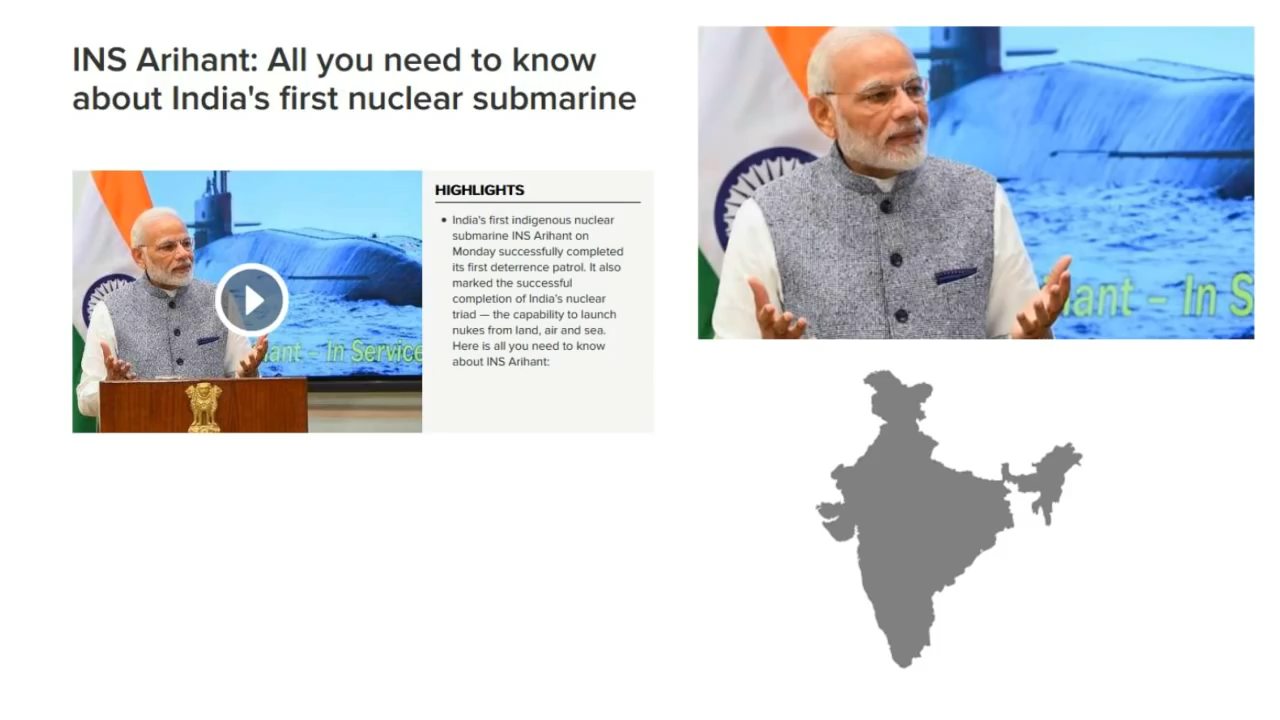 INS Arihant: All you need to know
about India's first nuclear submarine
HIGHLIGHTS
• India's first indigenous nuclear
submarine INS Arihant on
Monday successfully completed
its first deterrence patrol. It also
marked the successful
completion of India's nuclear
triad — the capability to launch
nukes from land, air and sea.
Here is all you need to know
about INS Arihant:
ihant – In Service
ihant – In S